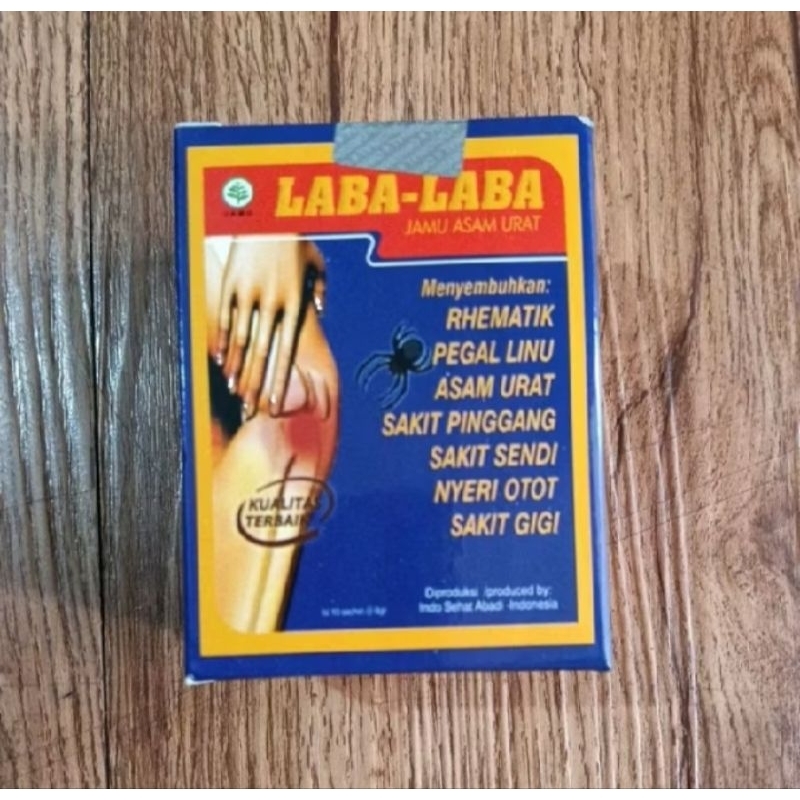 JAMU
LABA-LABA
JAMU ASAM URAT
Menyembuhkan:
RHEMATIK
PEGAL LINU
ASAM URAT
SAKIT PINGGANG
SAKIT SENDI
NYERI OTOT
SAKIT GIGI
KUALITAS
TERBAIK
Diproduksi /produced by:
Indo Sehat Abadi -Indonesia